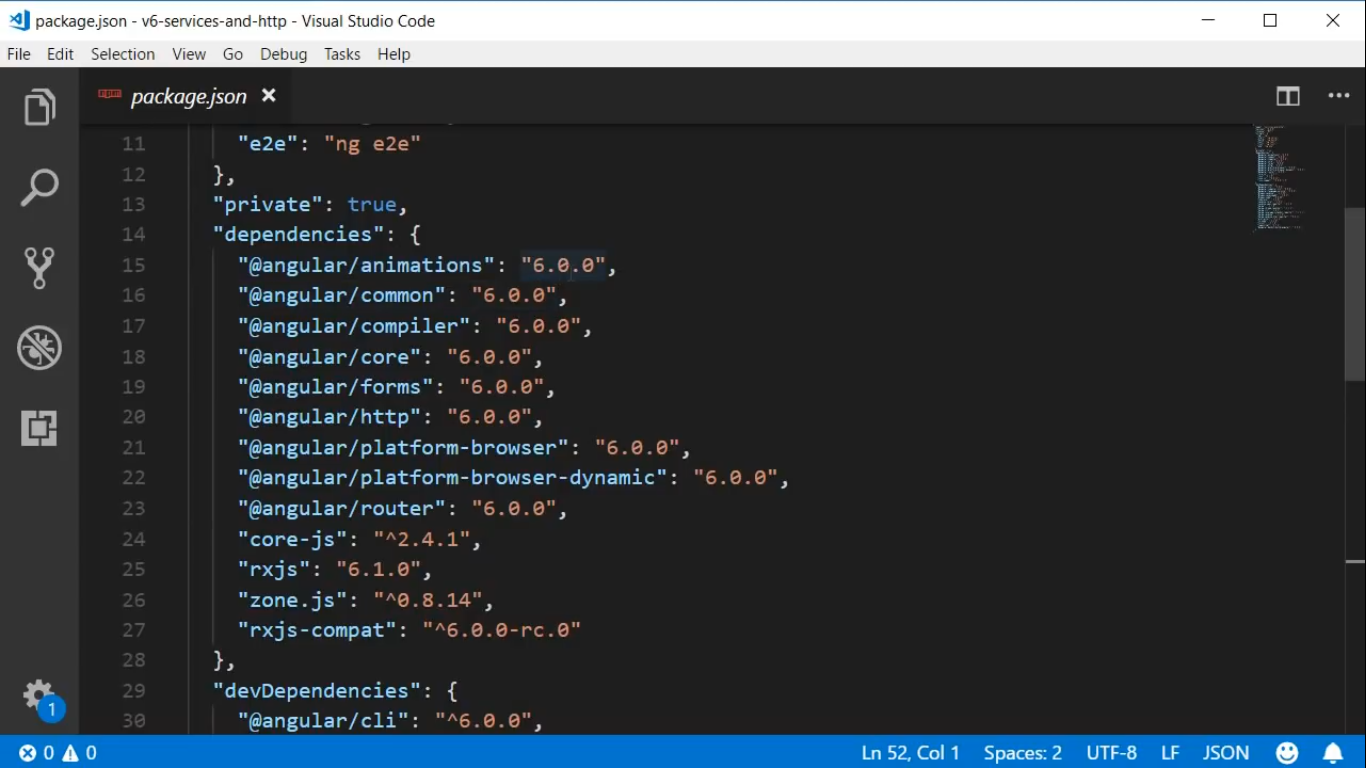 package.json - v6-services-and-http - Visual Studio Code
File Edit Selection View Go Debug Tasks Help
npm package.json
11 "e2e": "ng e2e"
12 },
13 "private": true,
14 "dependencies": {
15 "@angular/animations": "6.0.0",
16 "@angular/common": "6.0.0",
17 "@angular/compiler": "6.0.0",
18 "@angular/core": "6.0.0",
19 "@angular/forms": "6.0.0",
20 "@angular/http": "6.0.0",
21 "@angular/platform-browser": "6.0.0",
22 "@angular/platform-browser-dynamic": "6.0.0",
23 "@angular/router": "6.0.0",
24 "core-js": "^2.4.1",
25 "rxjs": "6.1.0",
26 "zone.js": "^0.8.14",
27 "rxjs-compat": "^6.0.0-rc.0"
28 },
29 "devDependencies": {
30 "@angular/cli": "^6.0.0",
1
0 0 Ln 52, Col 1 Spaces: 2 UTF-8 LF JSON